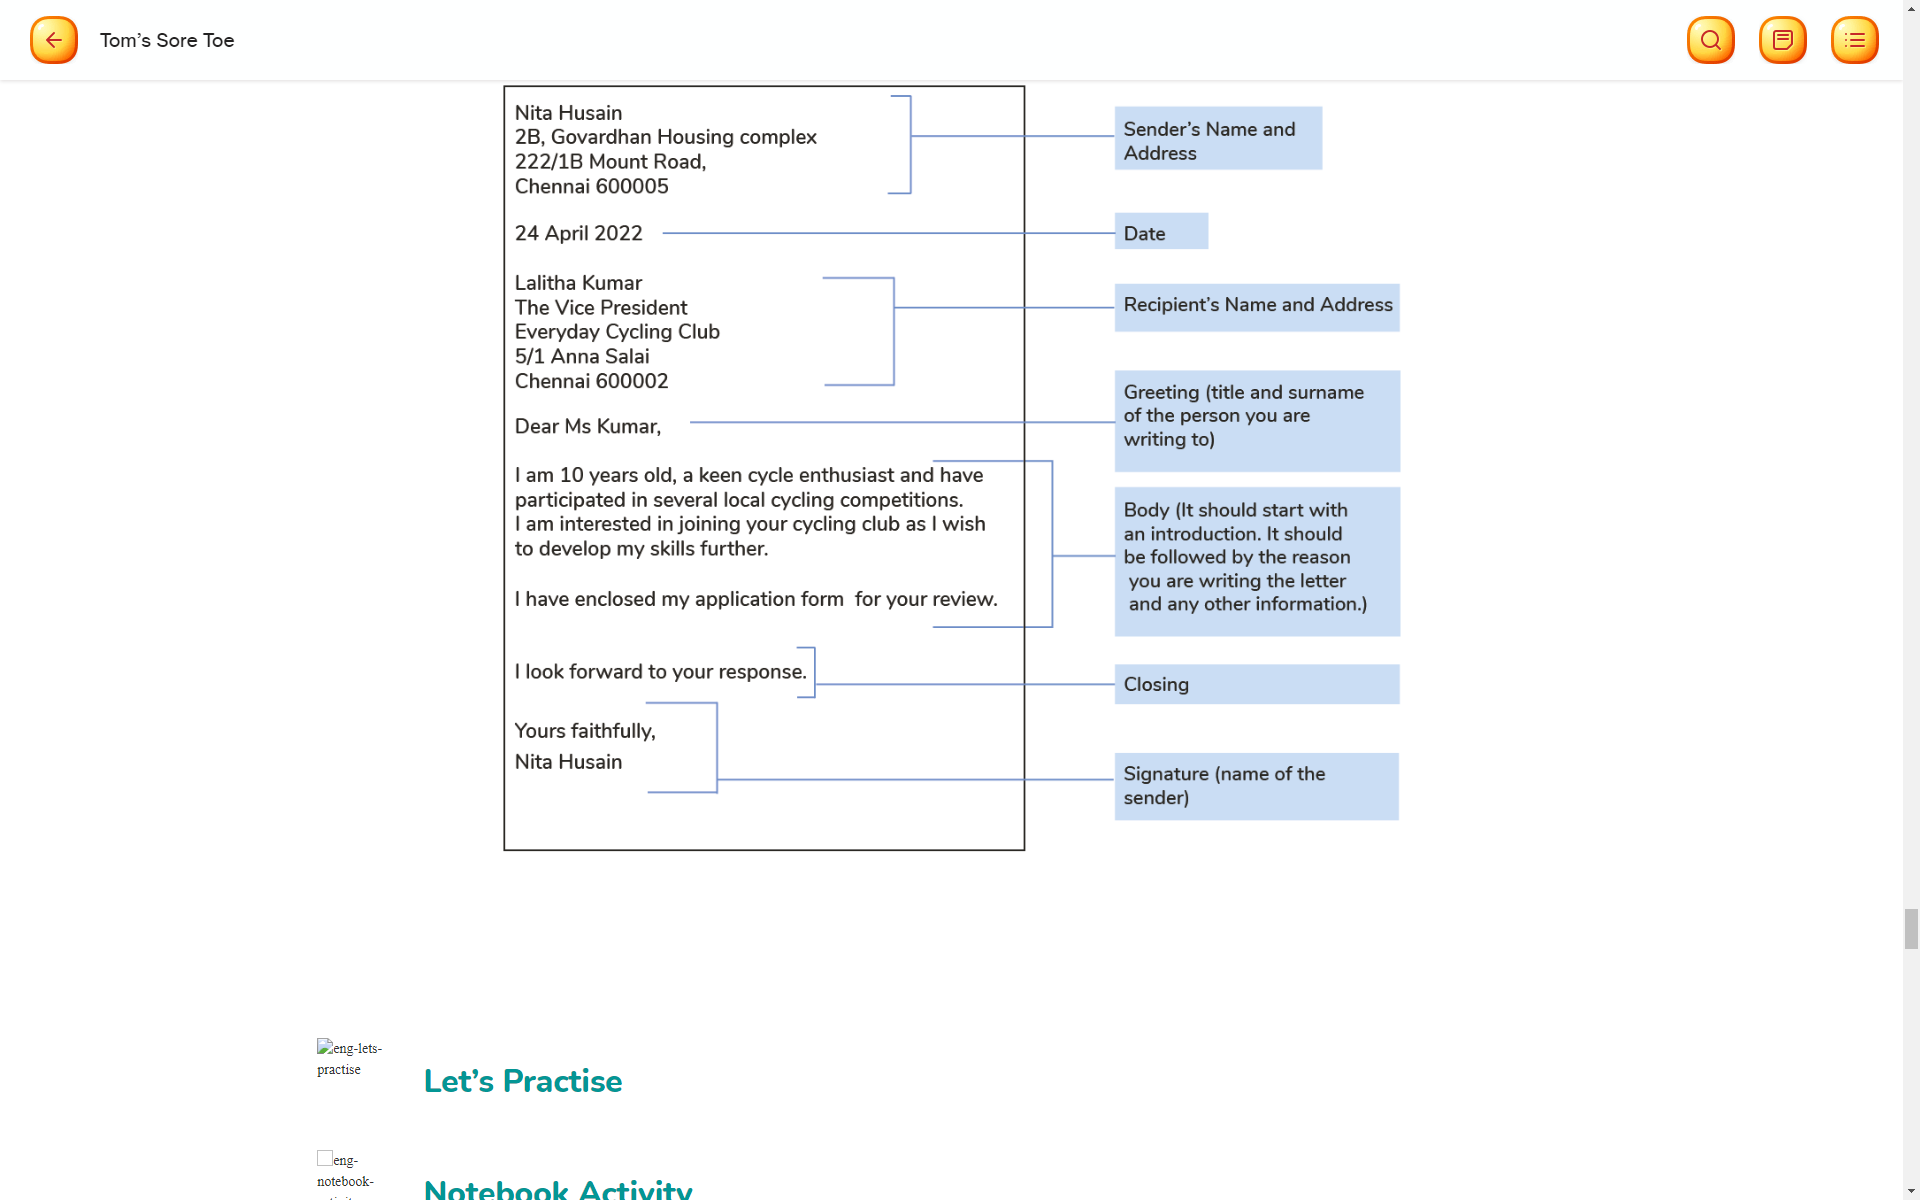 Tom’s Sore Toe
Nita Husain
2B, Govardhan Housing complex
222/1B Mount Road,
Chennai 600005
Sender’s Name and
Address
24 April 2022
Date
Lalitha Kumar
The Vice President
Everyday Cycling Club
5/1 Anna Salai
Chennai 600002
Recipient’s Name and Address
Dear Ms Kumar,
Greeting (title and surname
of the person you are
writing to)
I am 10 years old, a keen cycle enthusiast and have
participated in several local cycling competitions.
I am interested in joining your cycling club as I wish
to develop my skills further.
I have enclosed my application form  for your review.
Body (It should start with
an introduction. It should
be followed by the reason
you are writing the letter
and any other information.)
I look forward to your response.
Closing
Yours faithfully,
Nita Husain
Signature (name of the
sender)
eng-lets-
practise
Let’s Practise
eng-
notebook-
Notebook Activity